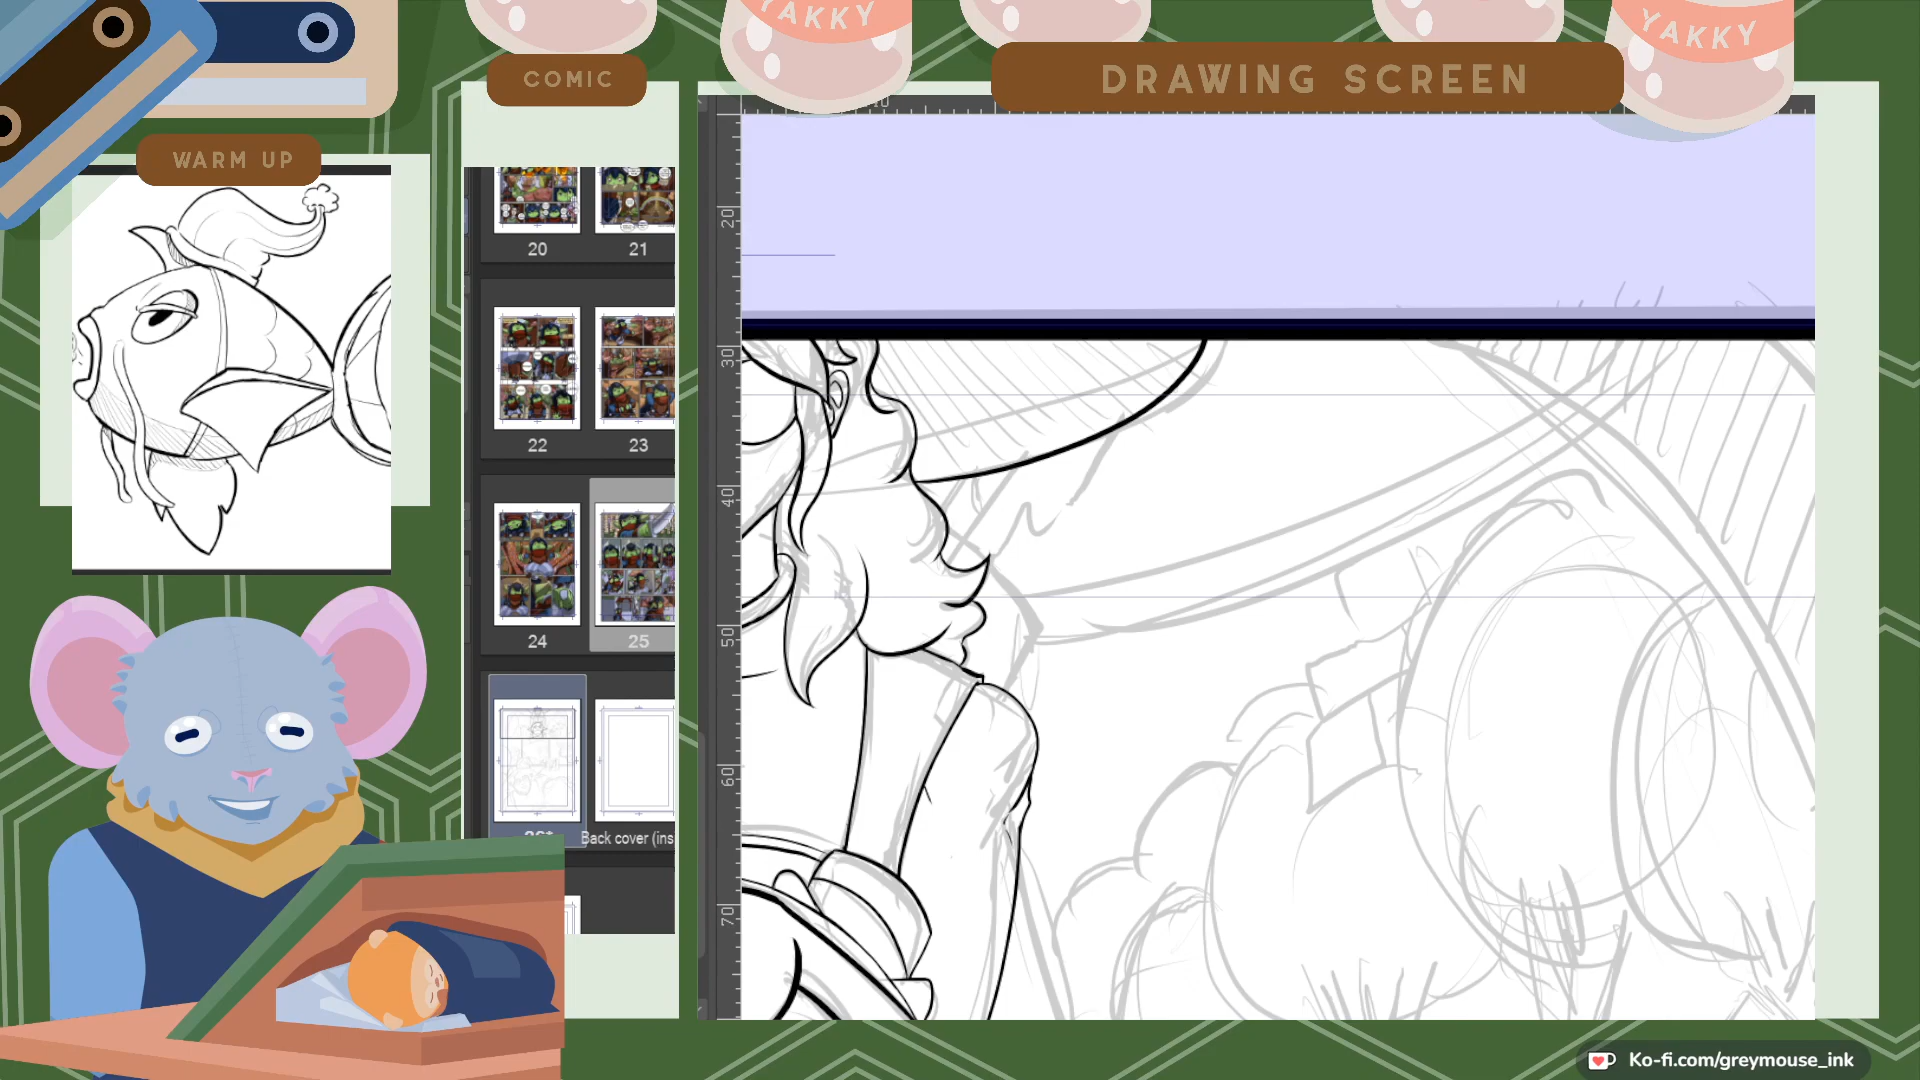 YAKKY
YAKKY
COMIC
DRAWING SCREEN
WARM UP
20
21
22
23
24
25
Back cover (ins
20
30
40
50
60
70
Ko-fi.com/greymouse_ink